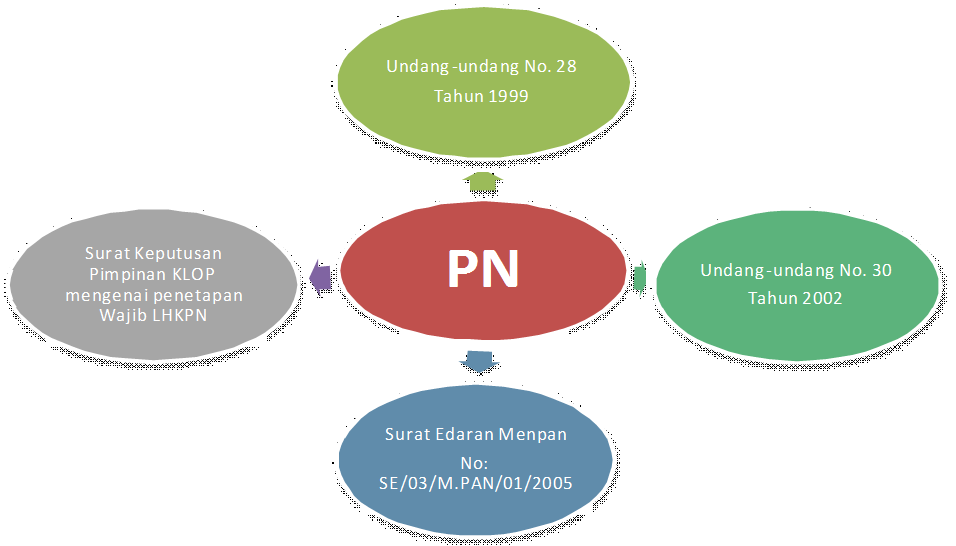 Undang-undang No. 28
Tahun 1999
Surat Keputusan
Pimpinan KLOP
mengenai penetapan
Wajib LHKPN
PN
Undang-undang No. 30
Tahun 2002
Surat Edaran Menpan
No:
SE/03/M.PAN/01/2005